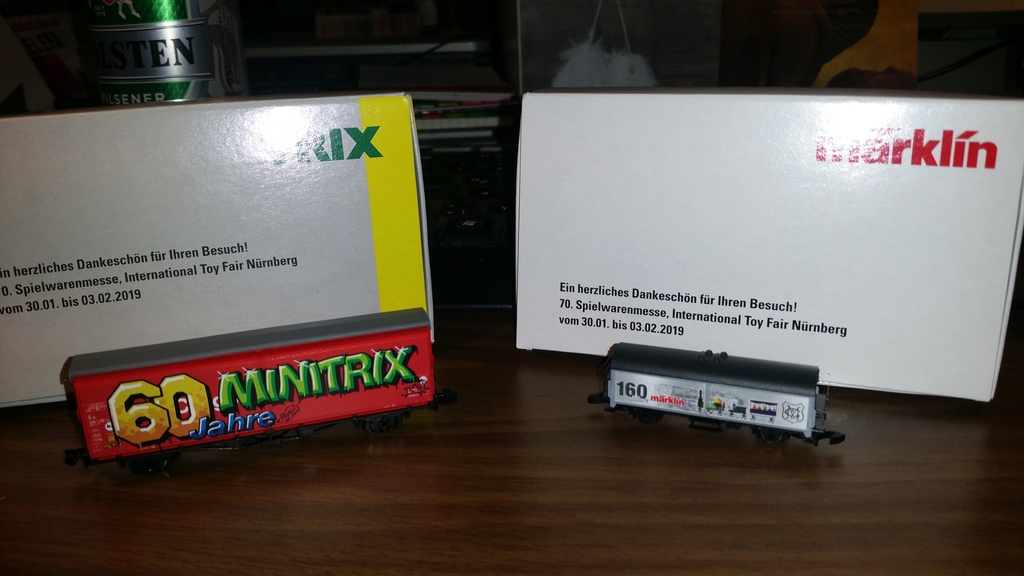 LSTEN
PILSENER
RIX
in herzliches Dankeschön für Ihren Besuch!
0. Spielwarenmesse, International Toy Fair Nürnberg
vom 30.01. bis 03.02.2019
märklín
Ein herzliches Dankeschön für Ihren Besuch!
70. Spielwarenmesse, International Toy Fair Nürnberg
vom 30.01. bis 03.02.2019
60 MINITRIX
Jahre
160
märklin